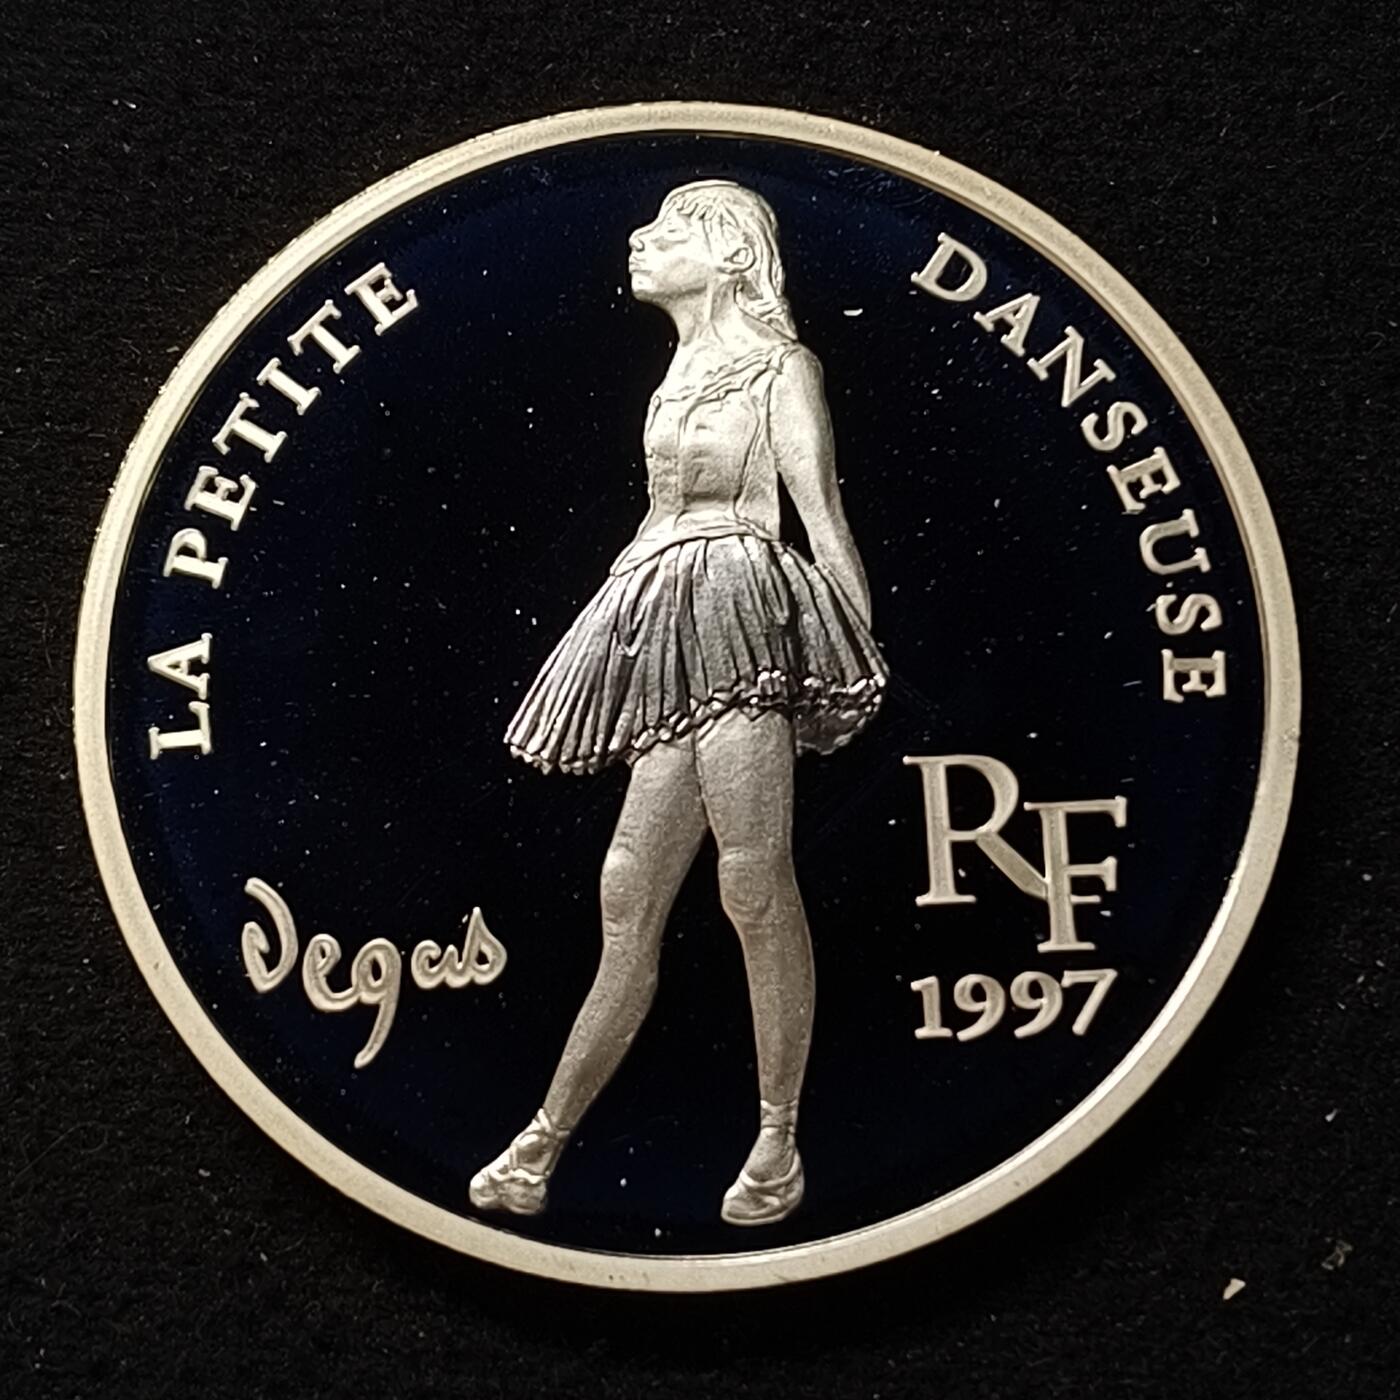 LA PETITE DANSEUSE
Degas
RF
1997